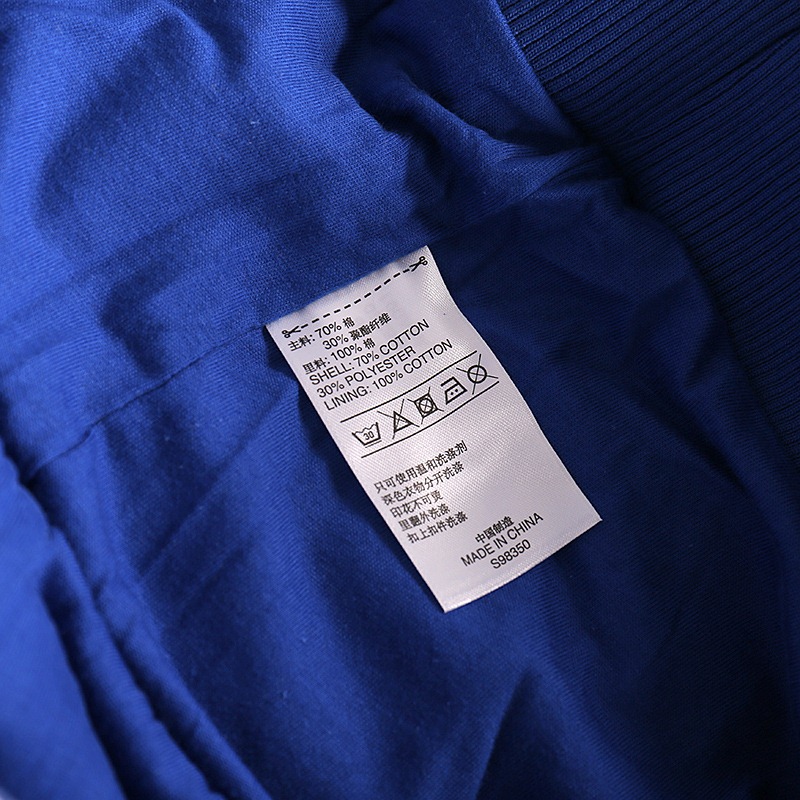 主料: 70% 棉
30% 聚酯纤维
里料: 100% 棉
SHELL: 70% COTTON
30% POLYESTER
LINING: 100% COTTON
30
只可使用温和洗涤剂
深色衣物分开洗涤
印花不可烫
里翻外洗涤
扣上扣件洗涤
中国制造
MADE IN CHINA
S98350